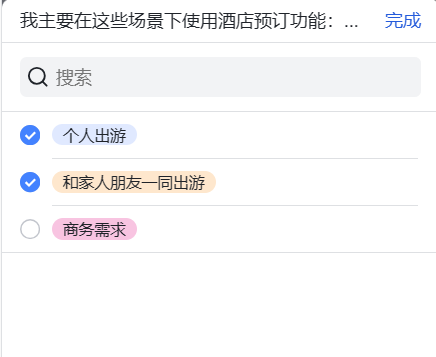 我主要在这些场景下使用酒店预订功能：...
完成
搜索
个人出游
和家人朋友一同出游
商务需求